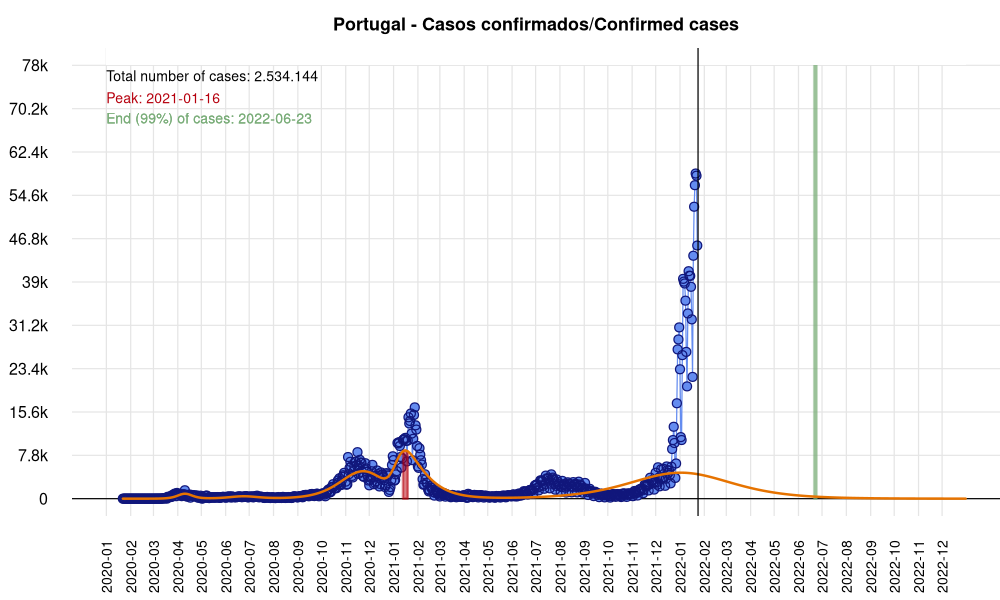 Portugal - Casos confirmados/Confirmed cases
Total number of cases: 2.534.144
Peak: 2021-01-16
End (99%) of cases: 2022-06-23
78k
70.2k
62.4k
54.6k
46.8k
39k
31.2k
23.4k
15.6k
7.8k
0
2020-01
2020-02
2020-03
2020-04
2020-05
2020-06
2020-07
2020-08
2020-09
2020-10
2020-11
2020-12
2021-01
2021-02
2021-03
2021-04
2021-05
2021-06
2021-07
2021-08
2021-09
2021-10
2021-11
2021-12
2022-01
2022-02
2022-03
2022-04
2022-05
2022-06
2022-07
2022-08
2022-09
2022-10
2022-11
2022-12